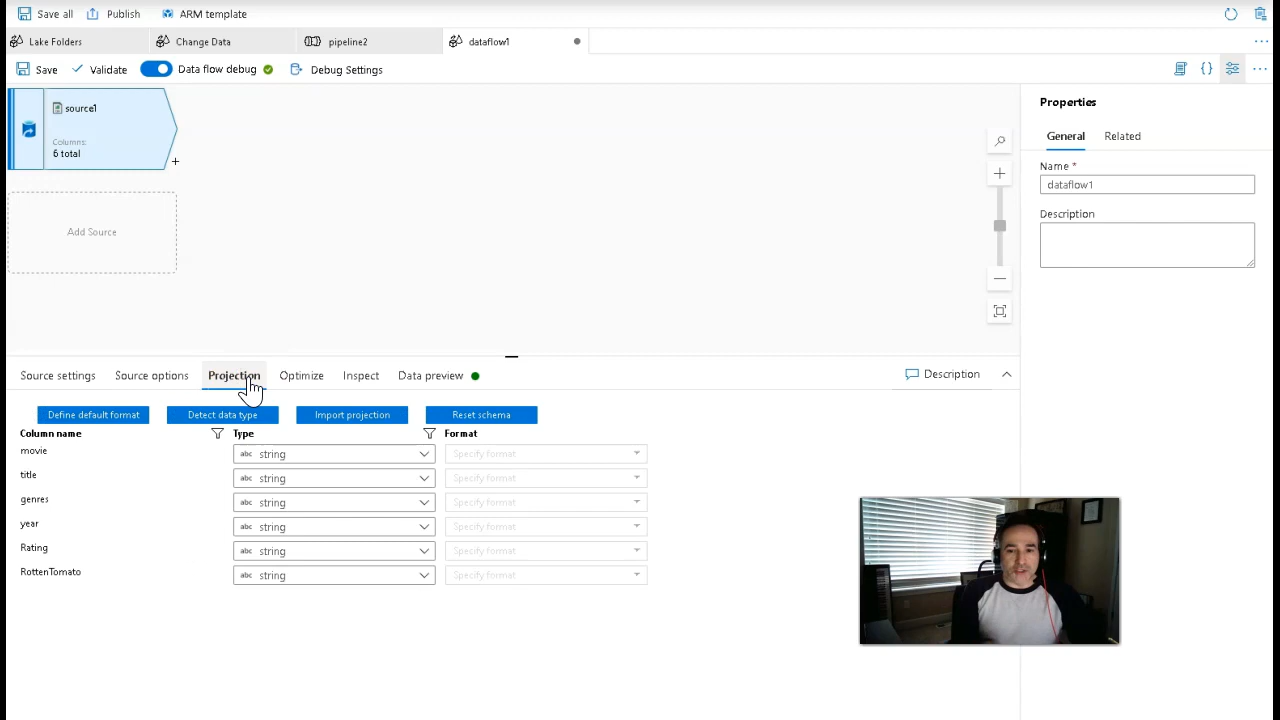 Save all Publish ARM template
Lake Folders Change Data pipeline2 dataflow1
Save Validate Data flow debug Debug Settings
source1
Columns:
6 total
Add Source
Properties
General Related
Name *
dataflow1
Description
Source settings Source options Projection Optimize Inspect Data preview Description
Define default format Detect data type Import projection Reset schema
Column name Type Format
movie abc string Specify format
title abc string Specify format
genres abc string Specify format
year abc string Specify format
Rating abc string Specify format
RottenTomato abc string Specify format